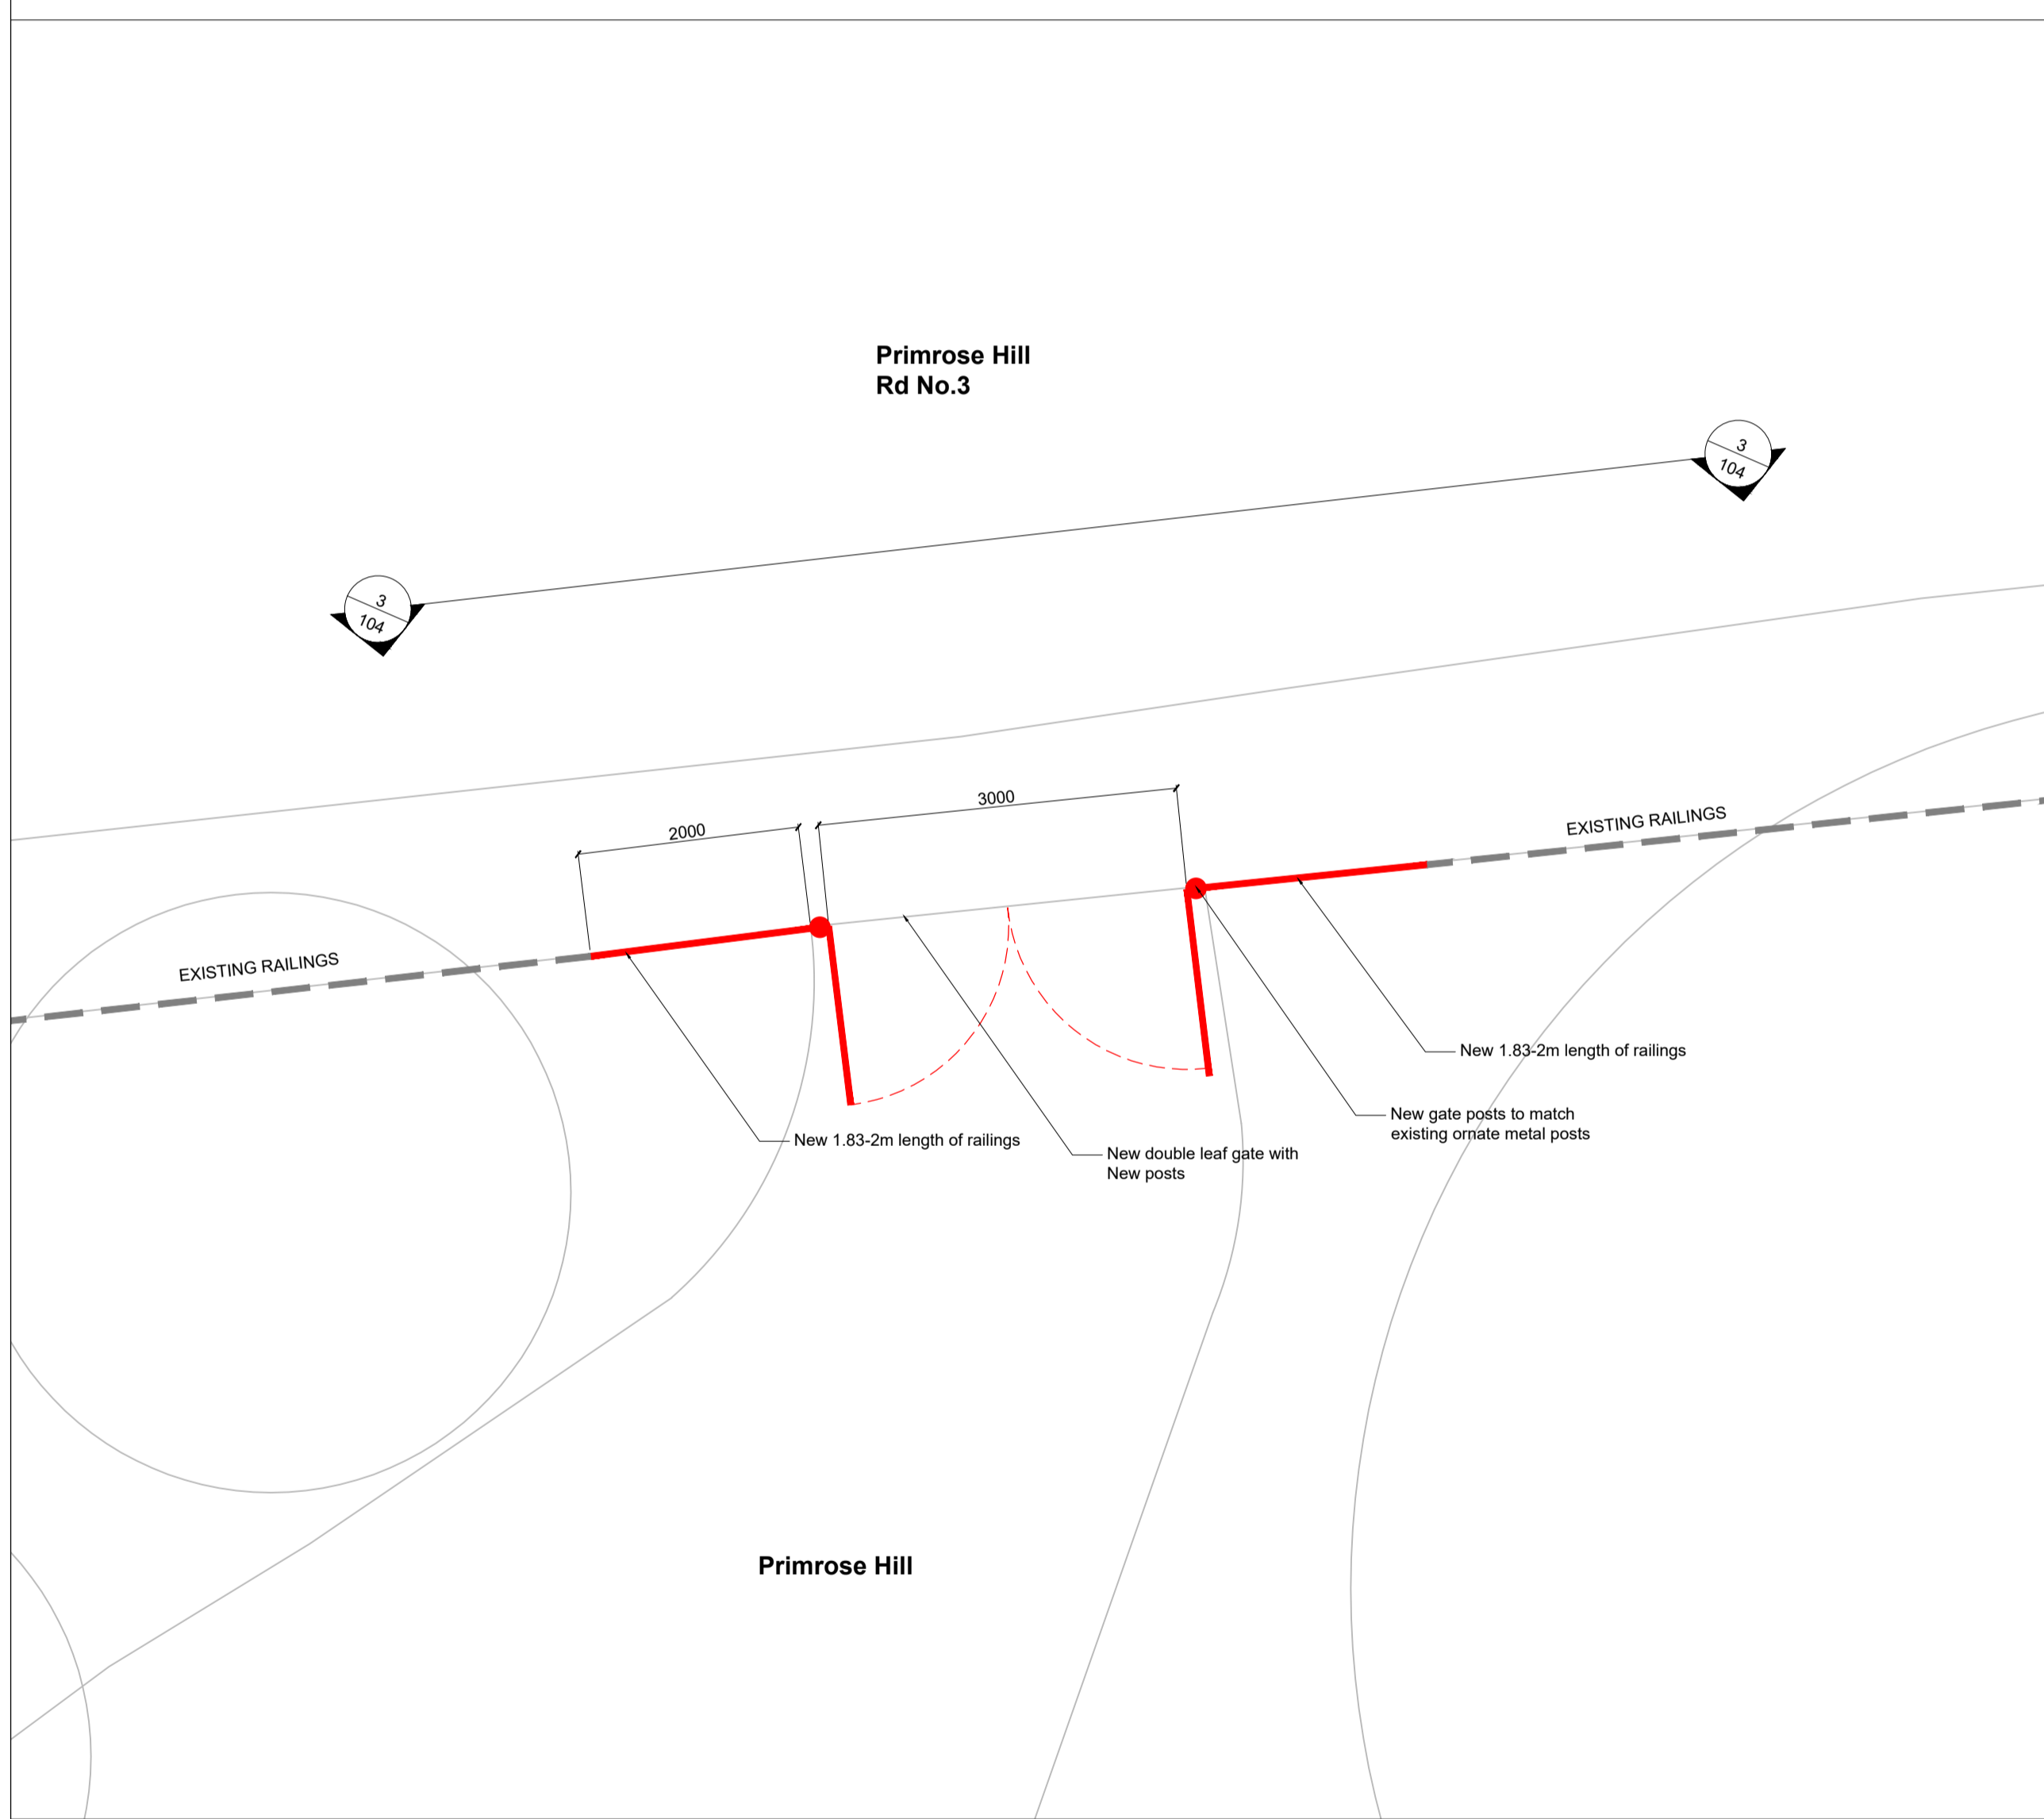 Primrose Hill
Rd No.3
3
104
3
104
3000
2000
EXISTING RAILINGS
EXISTING RAILINGS
New 1.83-2m length of railings
New gate posts to match
existing ornate metal posts
New 1.83-2m length of railings
New double leaf gate with
New posts
Primrose Hill